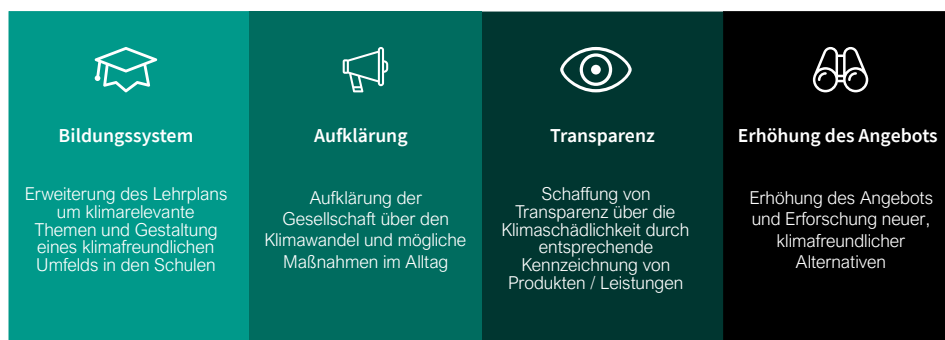 Bildungssystem
Erweiterung des Lehrplans
um klimarelevante
Themen und Gestaltung
eines klimafreundlichen
Umfelds in den Schulen
Aufklärung
Aufklärung der
Gesellschaft über den
Klimawandel und mögliche
Maßnahmen im Alltag
Transparenz
Schaffung von
Transparenz über die
Klimaschädlichkeit durch
entsprechende
Kennzeichnung von
Produkten / Leistungen
Erhöhung des Angebots
Erhöhung des Angebots
und Erforschung neuer,
klimafreundlicher
Alternativen